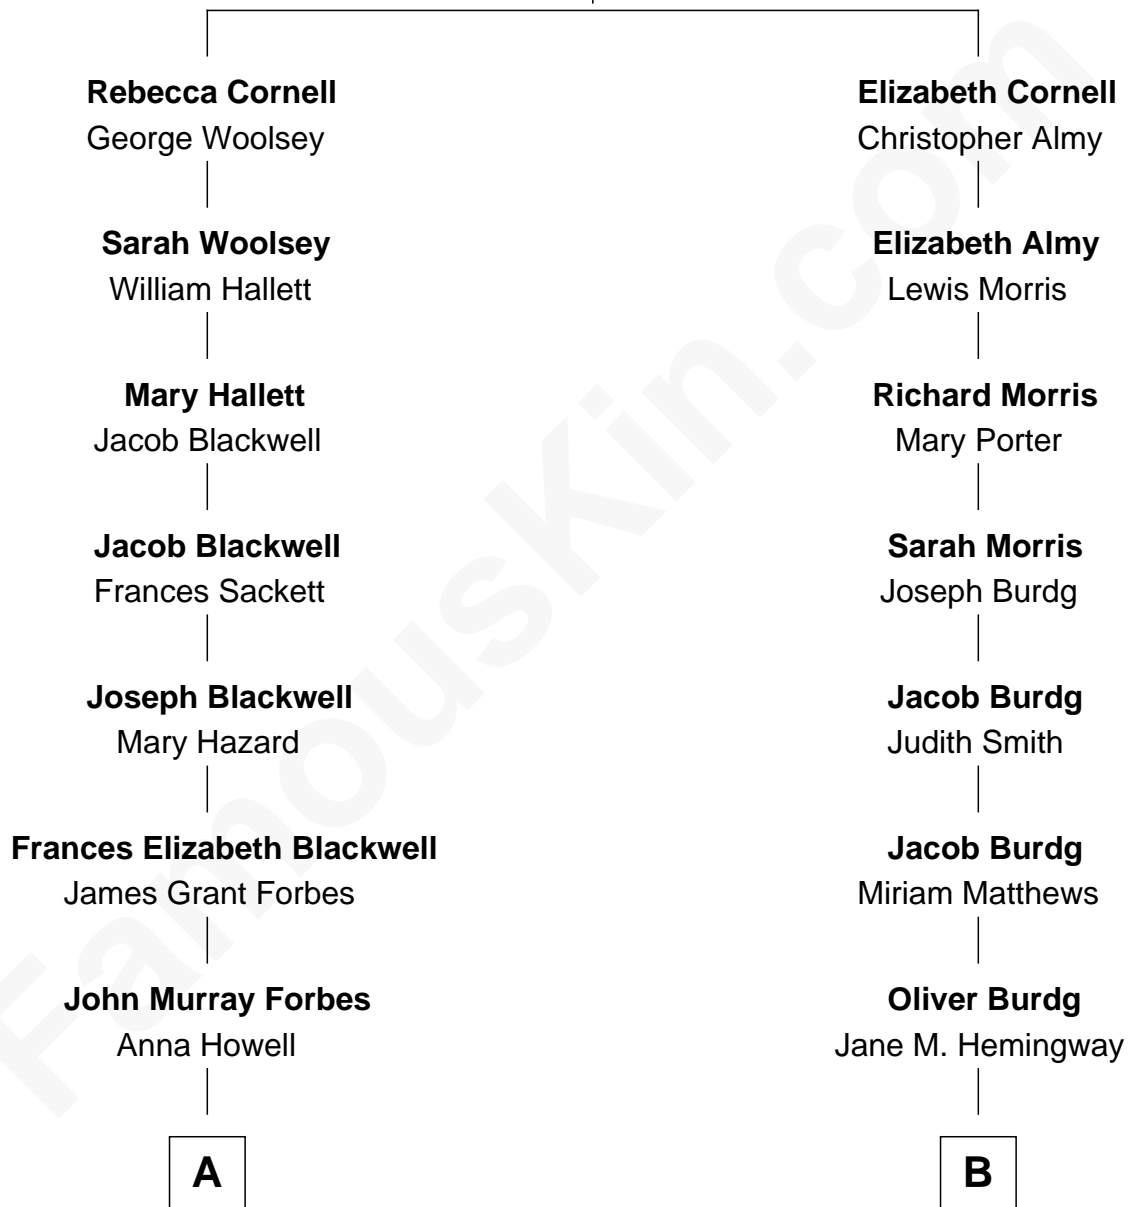 Rebecca Cornell
George Woolsey
Sarah Woolsey
William Hallett
Mary Hallett
Jacob Blackwell
Jacob Blackwell
Frances Sackett
Joseph Blackwell
Mary Hazard
Frances Elizabeth Blackwell
James Grant Forbes
John Murray Forbes
Anna Howell
A
Elizabeth Cornell
Christopher Almy
Elizabeth Almy
Lewis Morris
Richard Morris
Mary Porter
Sarah Morris
Joseph Burdg
Jacob Burdg
Judith Smith
Jacob Burdg
Miriam Matthews
Oliver Burdg
Jane M. Hemingway
B
FamousKin.com